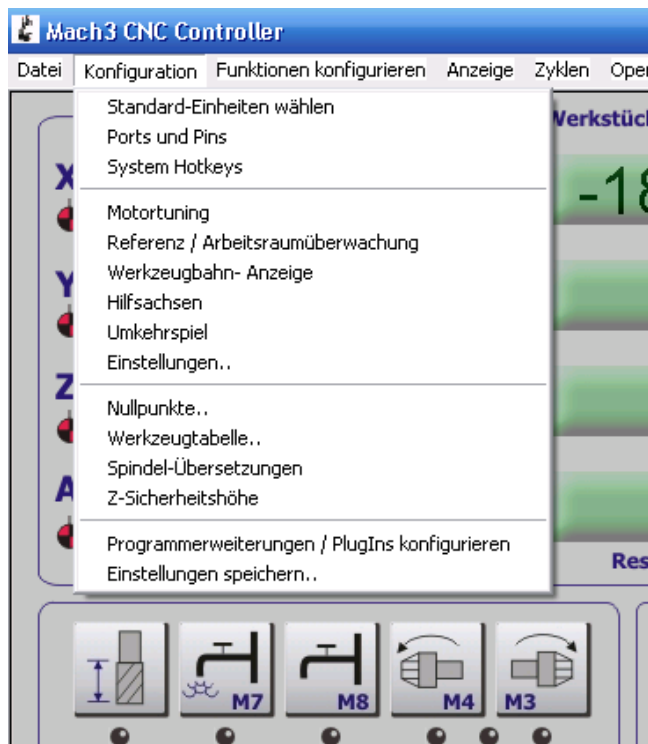 Mach3 CNC Controller
Datei Konfiguration Funktionen konfigurieren Anzeige Zyklen
Standard-Einheiten wählen
Ports und Pins
System Hotkeys
X
-18
Motortuning
Referenz / Arbeitsraumüberwachung
Werkzeugbahn- Anzeige
Y
Hilfsachsen
Umkehrspiel
Einstellungen..
Z
Nullpunkte..
Werkzeugtabelle..
Spindel-Übersetzungen
A
Z-Sicherheitshöhe
Programmerweiterungen / PlugIns konfigurieren
Res
Einstellungen speichern..
M7 M8 M4 M3